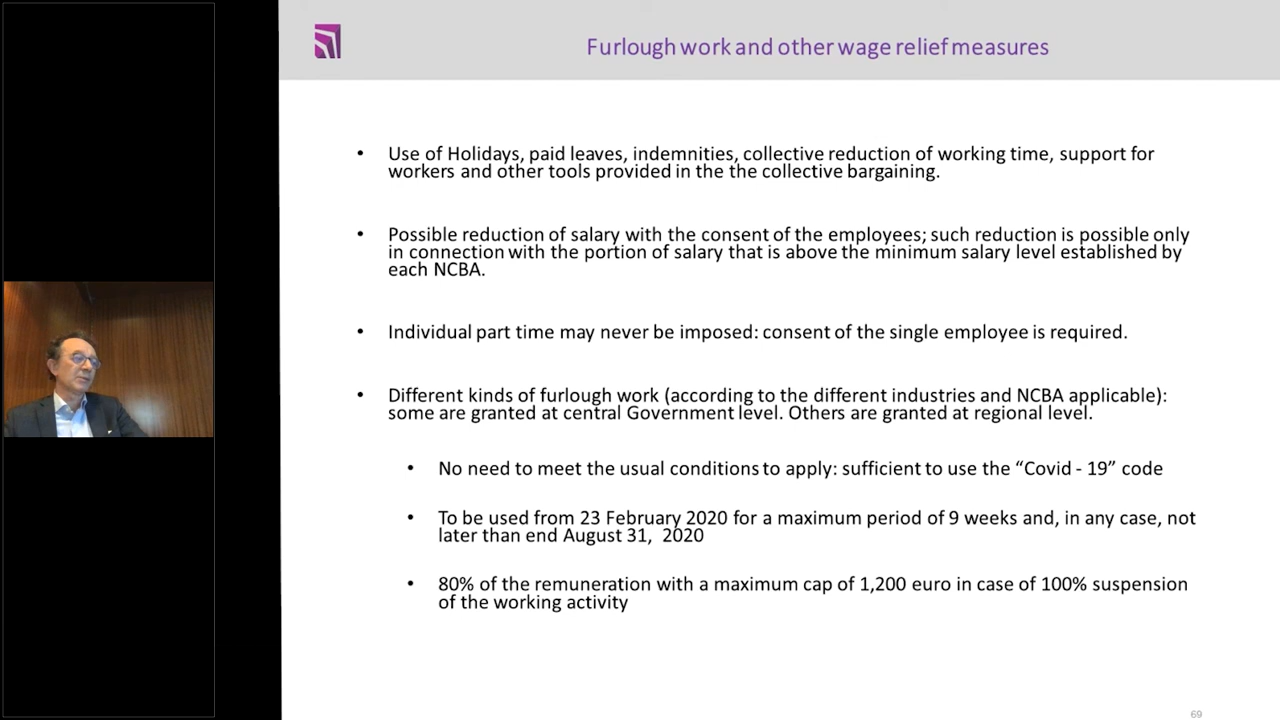 Furlough work and other wage relief measures
• Use of Holidays, paid leaves, indemnities, collective reduction of working time, support for
workers and other tools provided in the the collective bargaining.
• Possible reduction of salary with the consent of the employees; such reduction is possible only
in connection with the portion of salary that is above the minimum salary level established by
each NCBA.
• Individual part time may never be imposed: consent of the single employee is required.
• Different kinds of furlough work (according to the different industries and NCBA applicable):
some are granted at central Government level. Others are granted at regional level.
• No need to meet the usual conditions to apply: sufficient to use the “Covid - 19” code
• To be used from 23 February 2020 for a maximum period of 9 weeks and, in any case, not
later than end August 31, 2020
• 80% of the remuneration with a maximum cap of 1,200 euro in case of 100% suspension
of the working activity
69